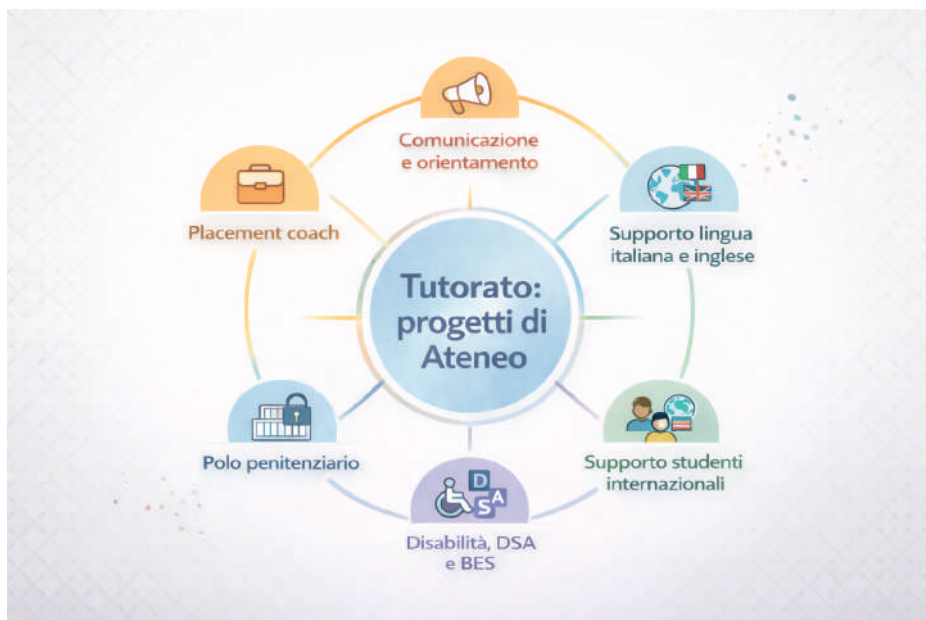 Tutorato:
progetti di
Ateneo
Comunicazione
e orientamento
Supporto lingua
italiana e inglese
Supporto studenti
internazionali
D
S A
Disabilità, DSA
e BES
Polo penitenziario
Placement coach